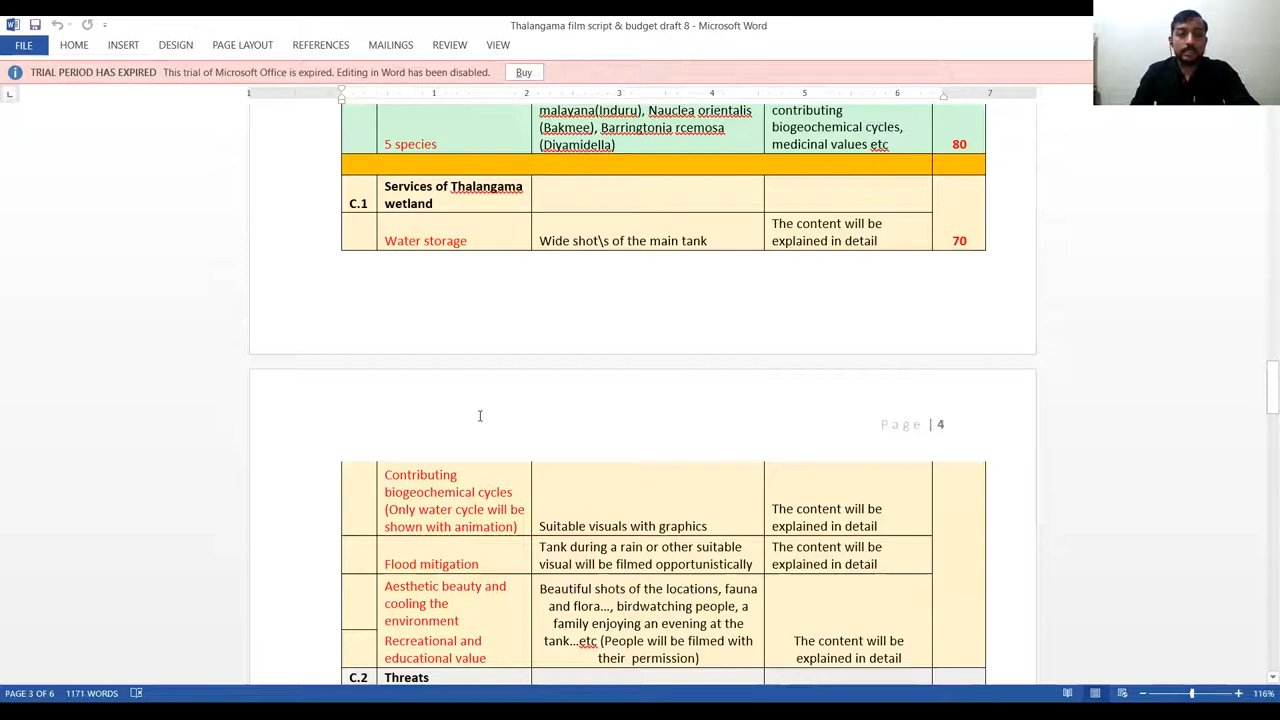 Thalangama film script & budget draft 8 - Microsoft Word
FILE HOME INSERT DESIGN PAGE LAYOUT REFERENCES MAILINGS REVIEW VIEW
TRIAL PERIOD HAS EXPIRED This trial of Microsoft Office is expired. Editing in Word has been disabled. Buy
1 1 2 3 4 5 6 7
5 species
malayana(Induru), Nauclea orientalis
(Bakmee), Barringtonia rcemosa
(Diyamidella)
contributing
biogeochemical cycles,
medicinal values etc
80
C.1
Services of Thalangama
wetland
Water storage
Wide shot\s of the main tank
The content will be
explained in detail
70
Page | 4
Contributing
biogeochemical cycles
(Only water cycle will be
shown with animation)
Suitable visuals with graphics
The content will be
explained in detail
Flood mitigation
Tank during a rain or other suitable
visual will be filmed opportunistically
The content will be
explained in detail
Aesthetic beauty and
cooling the
environment
Recreational and
educational value
Beautiful shots of the locations, fauna
and flora..., birdwatching people, a
family enjoying an evening at the
tank...etc (People will be filmed with
their permission)
The content will be
explained in detail
C.2
Threats
PAGE 3 OF 6 1171 WORDS
116%